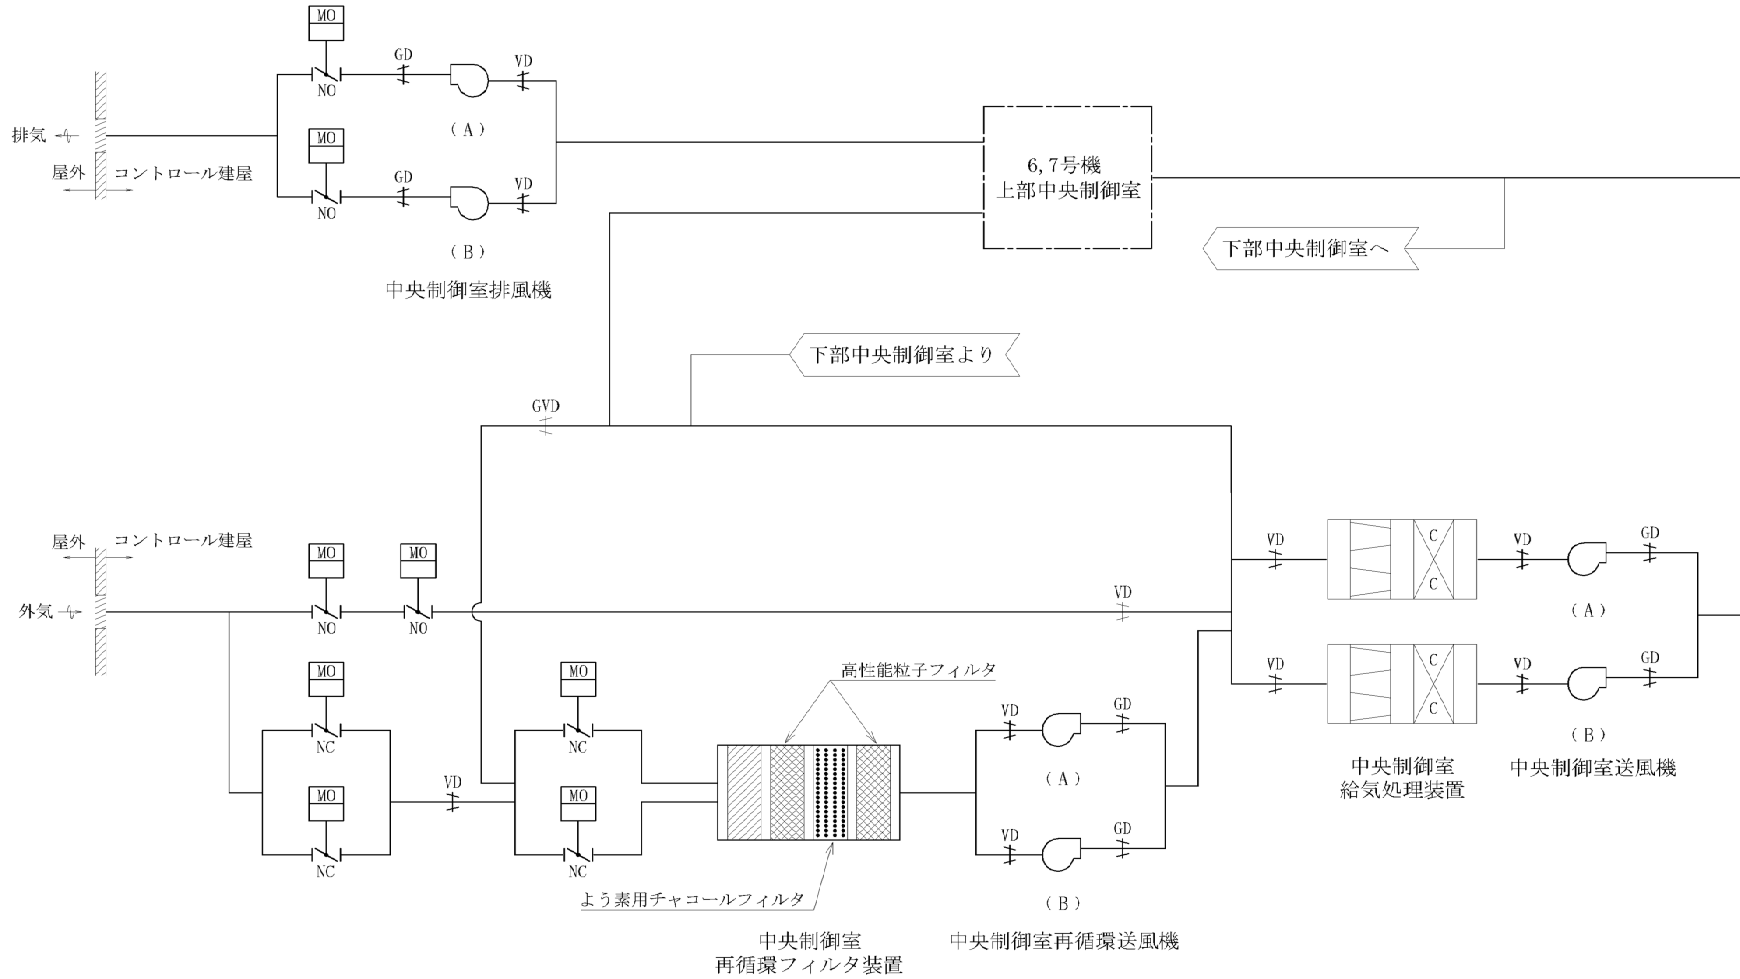 MO
NO
GD
VD
(A)
排気
MO
屋外
コントロール建屋
NO
GD
VD
(B)
中央制御室排風機
6,7号機
上部中央制御室
下部中央制御室へ
下部中央制御室より
GVD
屋外
コントロール建屋
外気
MO
NO
MO
NO
VD
VD
C
C
VD
GD
(A)
VD
C
C
VD
GD
(B)
中央制御室
給気処理装置
中央制御室送風機
MO
NC
MO
NC
VD
MO
NC
MO
NC
高性能粒子フィルタ
よう素用チャコールフィルタ
中央制御室
再循環フィルタ装置
VD
GD
(A)
VD
GD
(B)
中央制御室再循環送風機